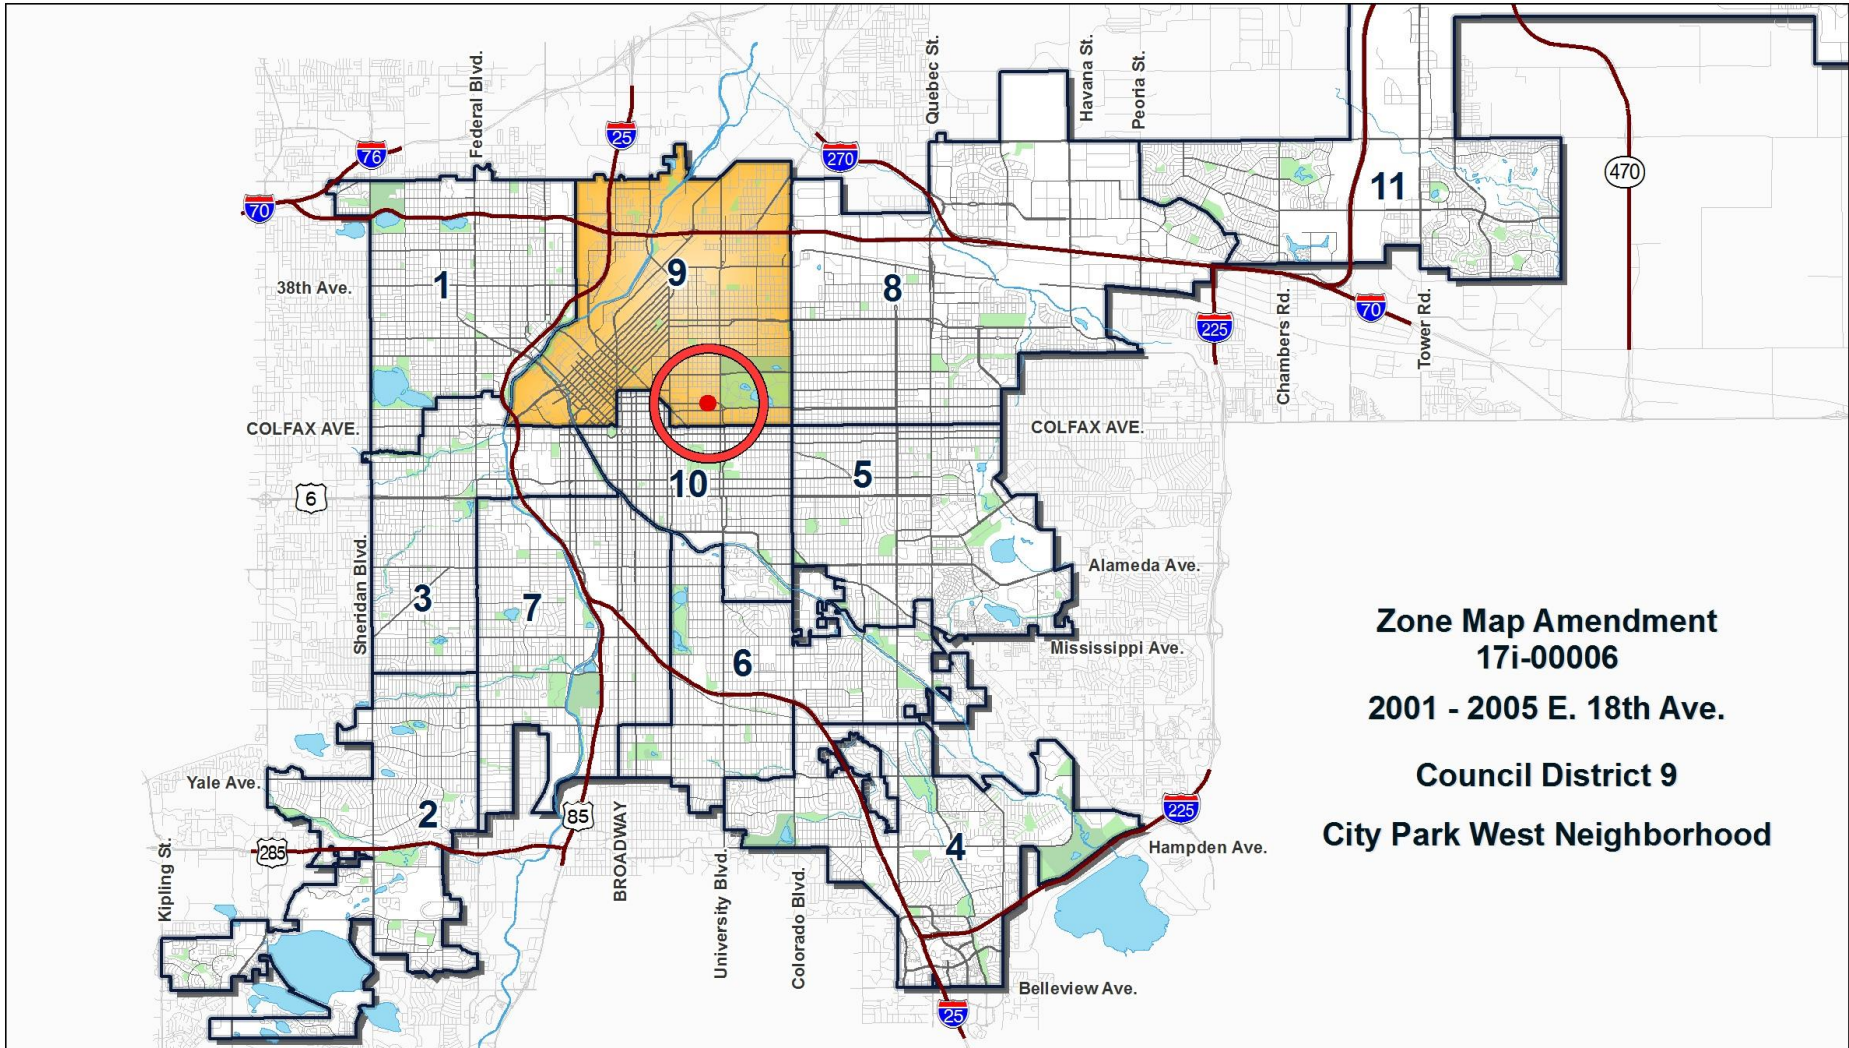 Federal Blvd.
Quebec St.
Havana St.
Peoria St.
25
76
270
470
70
11
1
9
8
38th Ave.
225
70
Chambers Rd.
Tower Rd.
COLFAX AVE.
COLFAX AVE.
10
5
6
Sheridan Blvd.
Alameda Ave.
3
7
Mississippi Ave.
6
Zone Map Amendment
17i-00006
2001 - 2005 E. 18th Ave.
Council District 9
City Park West Neighborhood
Yale Ave.
2
85
225
285
4
Hampden Ave.
Kipling St.
BROADWAY
University Blvd.
Colorado Blvd.
Belleview Ave.
25